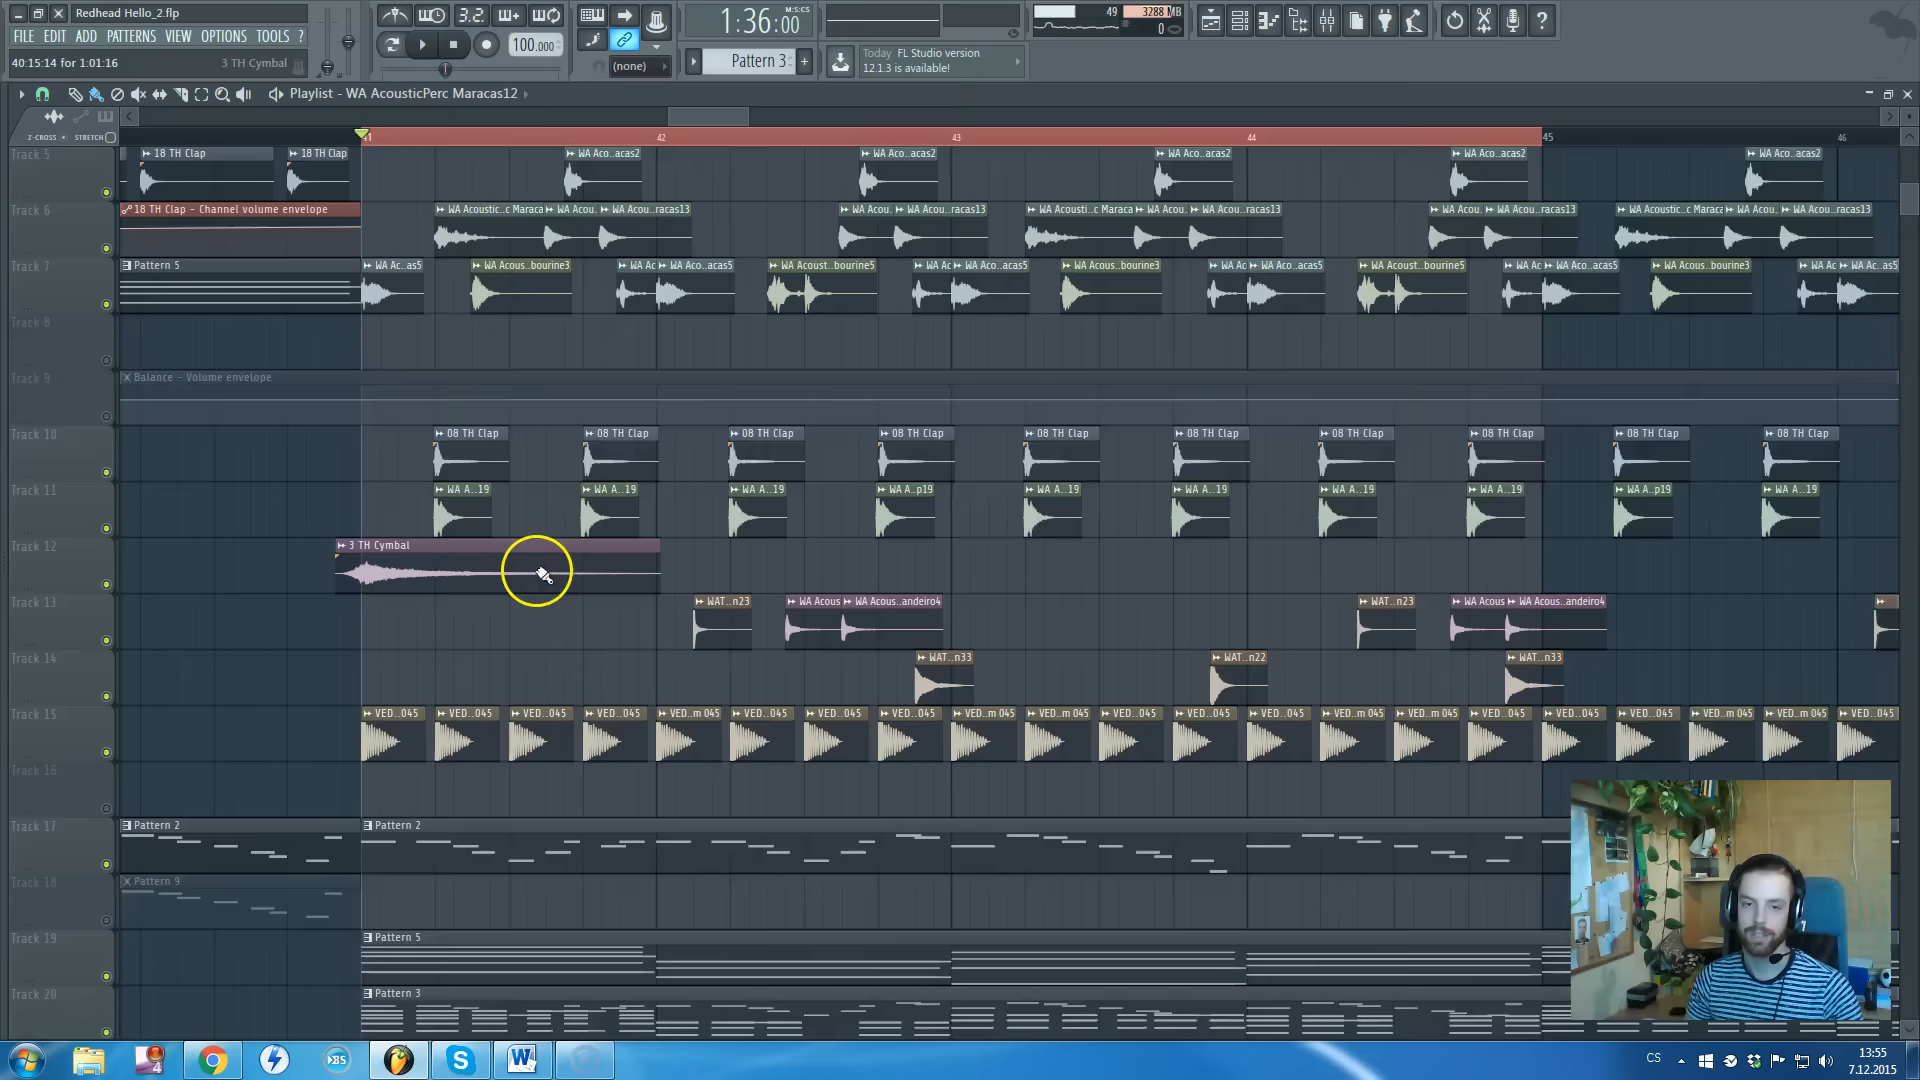 Redhead Hello_2.flp
FILE EDIT ADD PATTERNS VIEW OPTIONS TOOLS ?
40:15:14 for 1:01:16
3 TH Cymbal
3.2
100.000
(none)
1:36:00
M:S:CS
Pattern 3
49
3288 MB
0
Today FL Studio version
12.1.3 is available!
Playlist - WA AcousticPerc Maracas12
Z-CROSS STRETCH
41 42 43 44 45 46
Track 5
18 TH Clap 18 TH Clap WA Aco..acas2 WA Aco..acas2 WA Aco..acas2 WA Aco..acas2 WA Aco..acas2
Track 6
18 TH Clap - Channel volume envelope WA Acoustic..c Maraca WA Acou. WA Acou..racas13 WA Acou. WA Acou..racas13 WA Acousti..c Maraca WA Acou. WA Acou..racas13 WA Acou. WA Acou..racas13 WA Acousti..c Maraca WA Acou. WA Acou..racas13
Track 7
Pattern 5 WA Ac..as5 WA Acous..bourine3 WA Ac WA Aco..acas5 WA Acoust..bourine5 WA Ac WA Aco..acas5 WA Acous..bourine3 WA Ac WA Aco..acas5 WA Acoust..bourine5 WA Ac WA Aco..acas5 WA Acous..bourine3 WA Ac WA Ac..as5
Track 8
Track 9
Balance - Volume envelope
Track 10
08 TH Clap 08 TH Clap 08 TH Clap 08 TH Clap 08 TH Clap 08 TH Clap 08 TH Clap 08 TH Clap 08 TH Clap 08 TH Clap
Track 11
WA A..19 WA A..19 WA A..19 WA A..p19 WA A..19 WA A..19 WA A..19 WA A..19 WA A..p19 WA A..19
Track 12
3 TH Cymbal
Track 13
WAT..n23 WA Acous WA Acous..andeiro4 WAT..n23 WA Acous WA Acous..andeiro4
Track 14
WAT..n33 WAT..n22 WAT..n33
Track 15
VED..045 VED..045 VED..045 VED..045 VED..m 045 VED..045 VED..045 VED..045 VED..m 045 VED..m 045 VED..045 VED..045 VED..m 045 VED..m 045 VED..045 VED..045 VED..045 VED..m 045 VED..045 VED..045
Track 16
Track 17
Pattern 2 Pattern 2
Track 18
Pattern 9
Track 19
Pattern 5
Track 20
Pattern 3
CS
13:55
7.12.2015